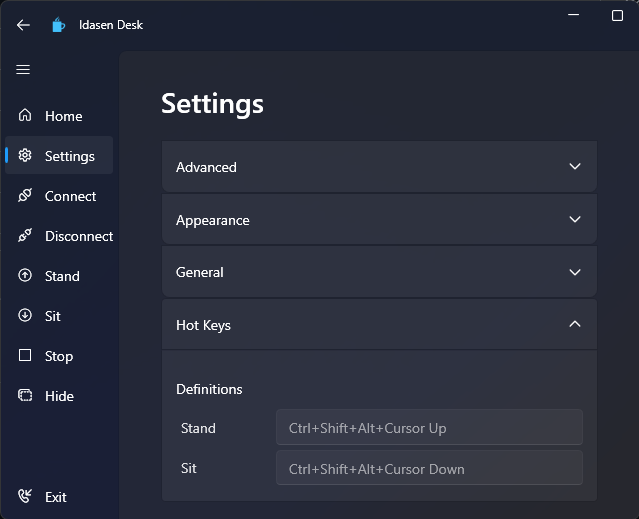 Idasen Desk
Home
Settings
Connect
Disconnect
Stand
Sit
Stop
Hide
Exit
Settings
Advanced
Appearance
General
Hot Keys
Definitions
Stand Ctrl+Shift+Alt+Cursor Up
Sit Ctrl+Shift+Alt+Cursor Down